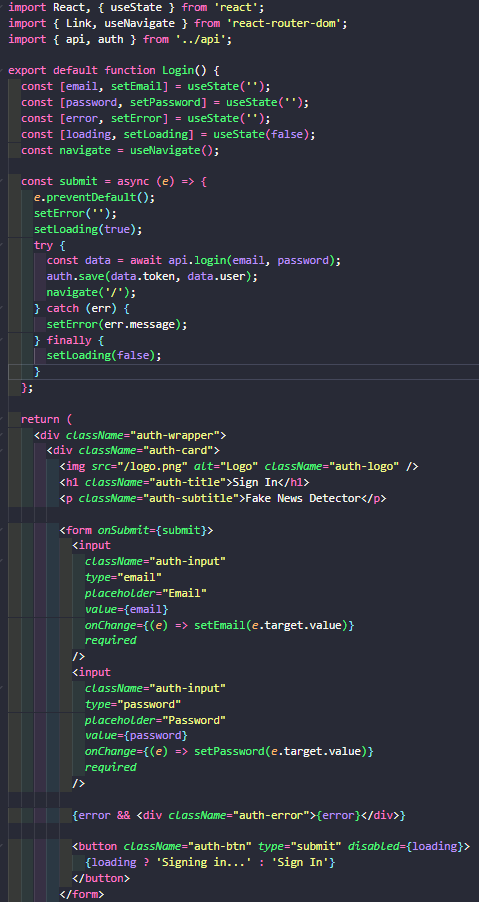 import React, { useState } from 'react';
import { Link, useNavigate } from 'react-router-dom';
import { api, auth } from '../api';

export default function Login() {
  const [email, setEmail] = useState('');
  const [password, setPassword] = useState('');
  const [error, setError] = useState('');
  const [loading, setLoading] = useState(false);
  const navigate = useNavigate();

  const submit = async (e) => {
    e.preventDefault();
    setError('');
    setLoading(true);
    try {
      const data = await api.login(email, password);
      auth.save(data.token, data.user);
      navigate('/');
    } catch (err) {
      setError(err.message);
    } finally {
      setLoading(false);
    }
  };

  return (
    <div className="auth-wrapper">
      <div className="auth-card">
        <img src="/logo.png" alt="Logo" className="auth-logo" />
        <h1 className="auth-title">Sign In</h1>
        <p className="auth-subtitle">Fake News Detector</p>

        <form onSubmit={submit}>
          <input
            className="auth-input"
            type="email"
            placeholder="Email"
            value={email}
            onChange={(e) => setEmail(e.target.value)}
            required
          />
          <input
            className="auth-input"
            type="password"
            placeholder="Password"
            value={password}
            onChange={(e) => setPassword(e.target.value)}
            required
          />

          {error && <div className="auth-error">{error}</div>}

          <button className="auth-btn" type="submit" disabled={loading}>
            {loading ? 'Signing in...' : 'Sign In'}
          </button>
        </form>